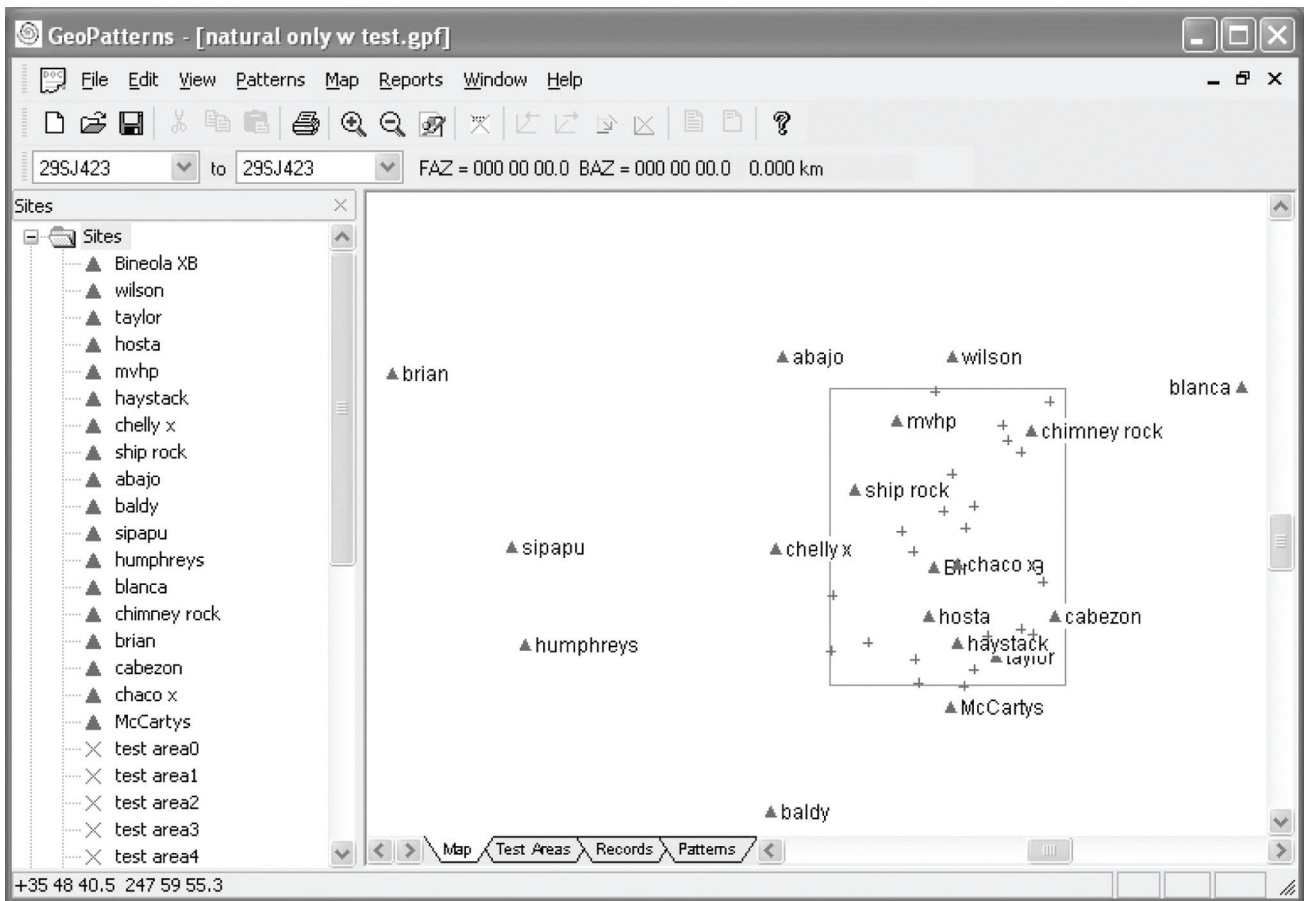 GeoPatterns - [natural only w test.gpf]
File Edit View Patterns Map Reports Window Help
29SJ423 to 29SJ423 FAZ = 000 00 00.0 BAZ = 000 00 00.0 0.000 km
Sites
Sites
Bineola XB
wilson
taylor
hosta
mvhp
haystack
chelly x
ship rock
abajo
baldy
sipapu
humphreys
blanca
chimney rock
brian
cabezon
chaco x
McCartys
test area0
test area1
test area2
test area3
test area4
abajo
wilson
brian
blanca
mvhp
chimney rock
ship rock
sipapu
chelly x
chaco x
hosta
cabezon
humphreys
haystack
taylor
McCartys
baldy
Map Test Areas Records Patterns
+35 48 40.5 247 59 55.3